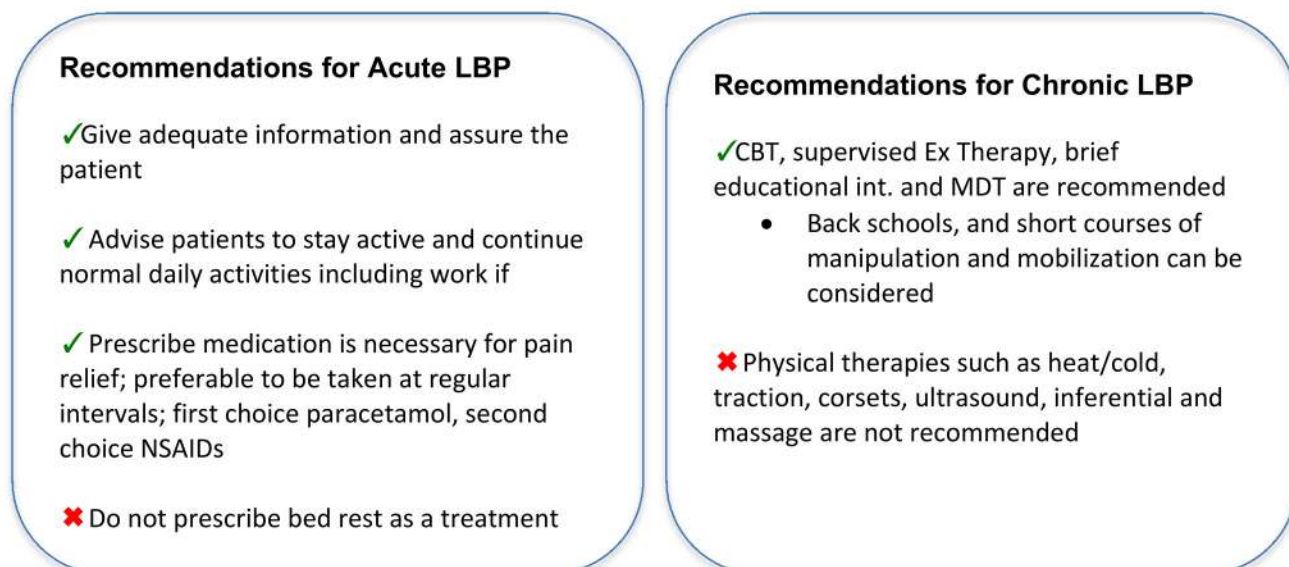 Recommendations for Acute LBP
✓Give adequate information and assure the
patient
✓ Advise patients to stay active and continue
normal daily activities including work if
✓ Prescribe medication is necessary for pain
relief; preferable to be taken at regular
intervals; first choice paracetamol, second
choice NSAIDs
✖ Do not prescribe bed rest as a treatment
Recommendations for Chronic LBP
✓CBT, supervised Ex Therapy, brief
educational int. and MDT are recommended
• Back schools, and short courses of
manipulation and mobilization can be
considered
✖ Physical therapies such as heat/cold,
traction, corsets, ultrasound, inferential and
massage are not recommended